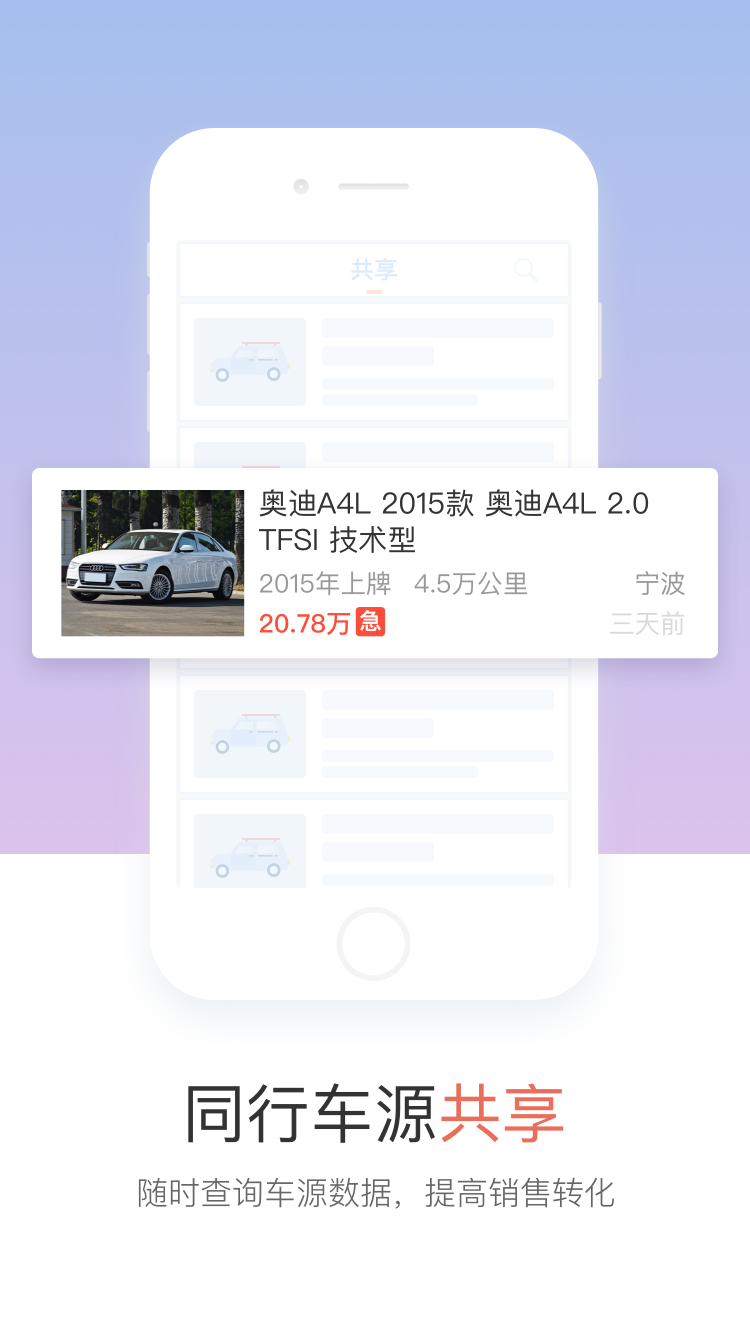 共享
奥迪A4L 2015款 奥迪A4L 2.0
TFSI 技术型
2015年上牌 4.5万公里 宁波
20.78万 急 三天前
同行车源共享
随时查询车源数据，提高销售转化